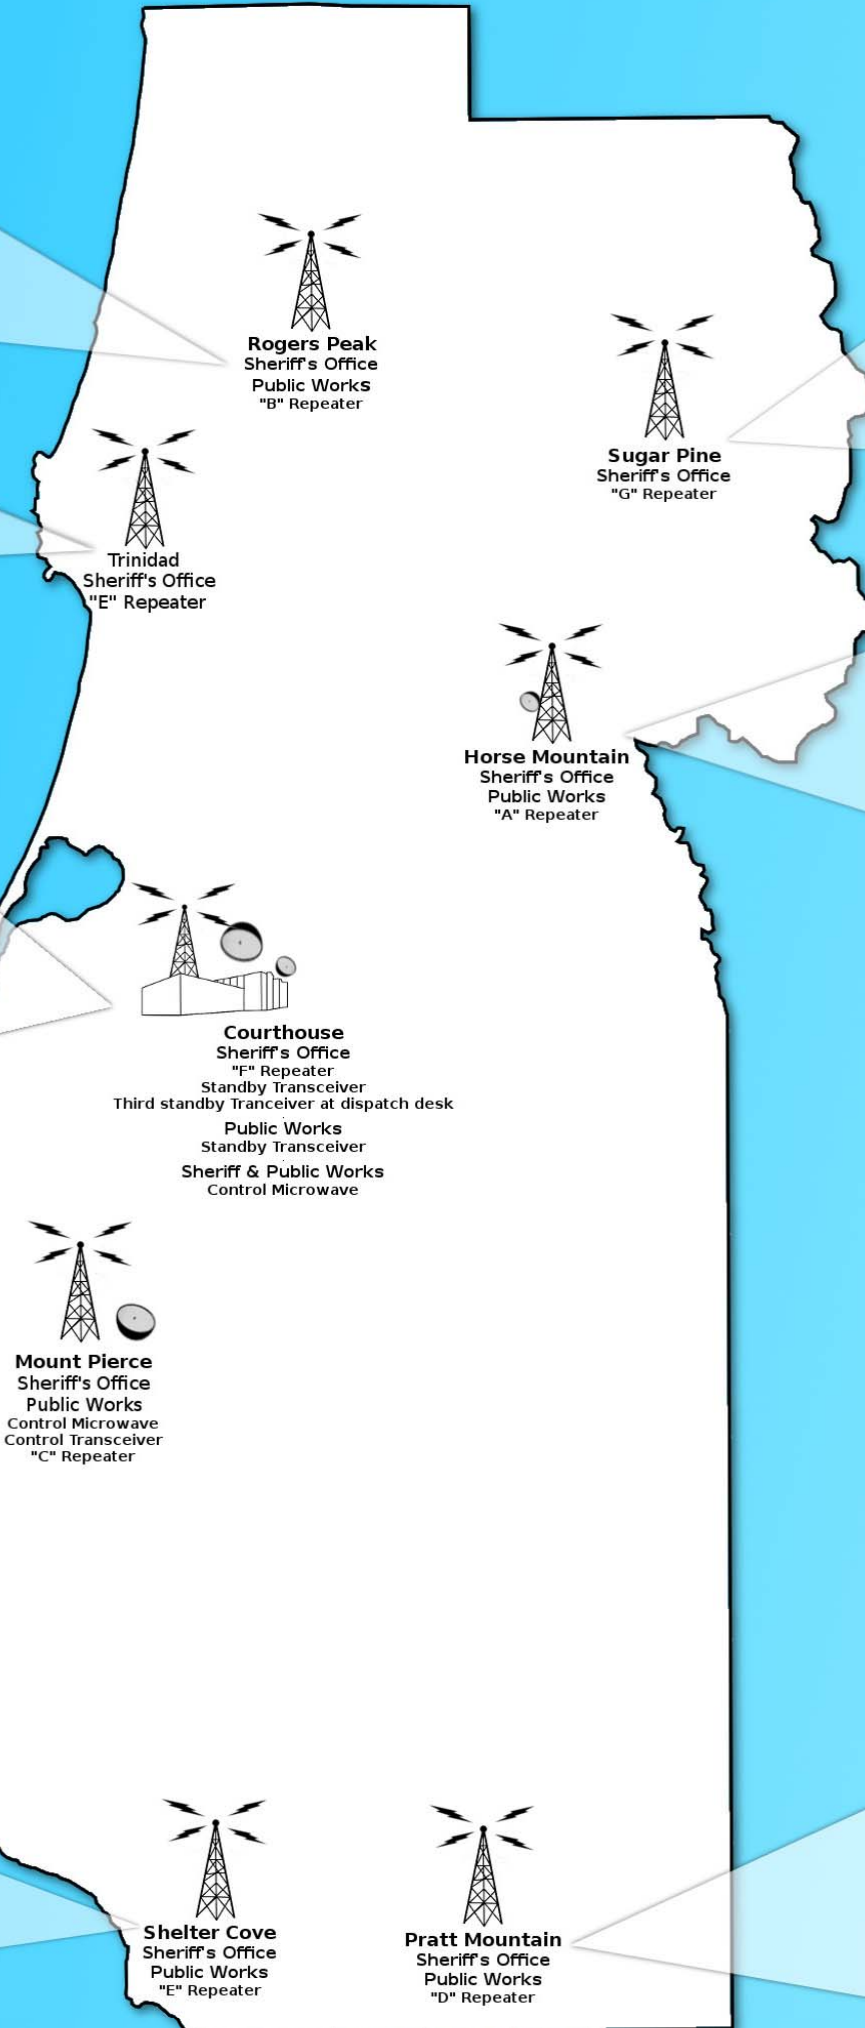 Rogers Peak
Sheriff's Office
Public Works
"B" Repeater
Sugar Pine
Sheriff's Office
"G" Repeater
Trinidad
Sheriff's Office
"E" Repeater
Horse Mountain
Sheriff's Office
Public Works
"A" Repeater
Courthouse
Sheriff's Office
"F" Repeater
Standby Transceiver
Third standby Tranceiver at dispatch desk
Public Works
Standby Transceiver
Sheriff & Public Works
Control Microwave
Mount Pierce
Sheriff's Office
Public Works
Control Microwave
Control Transceiver
"C" Repeater
Shelter Cove
Sheriff's Office
Public Works
"E" Repeater
Pratt Mountain
Sheriff's Office
Public Works
"D" Repeater